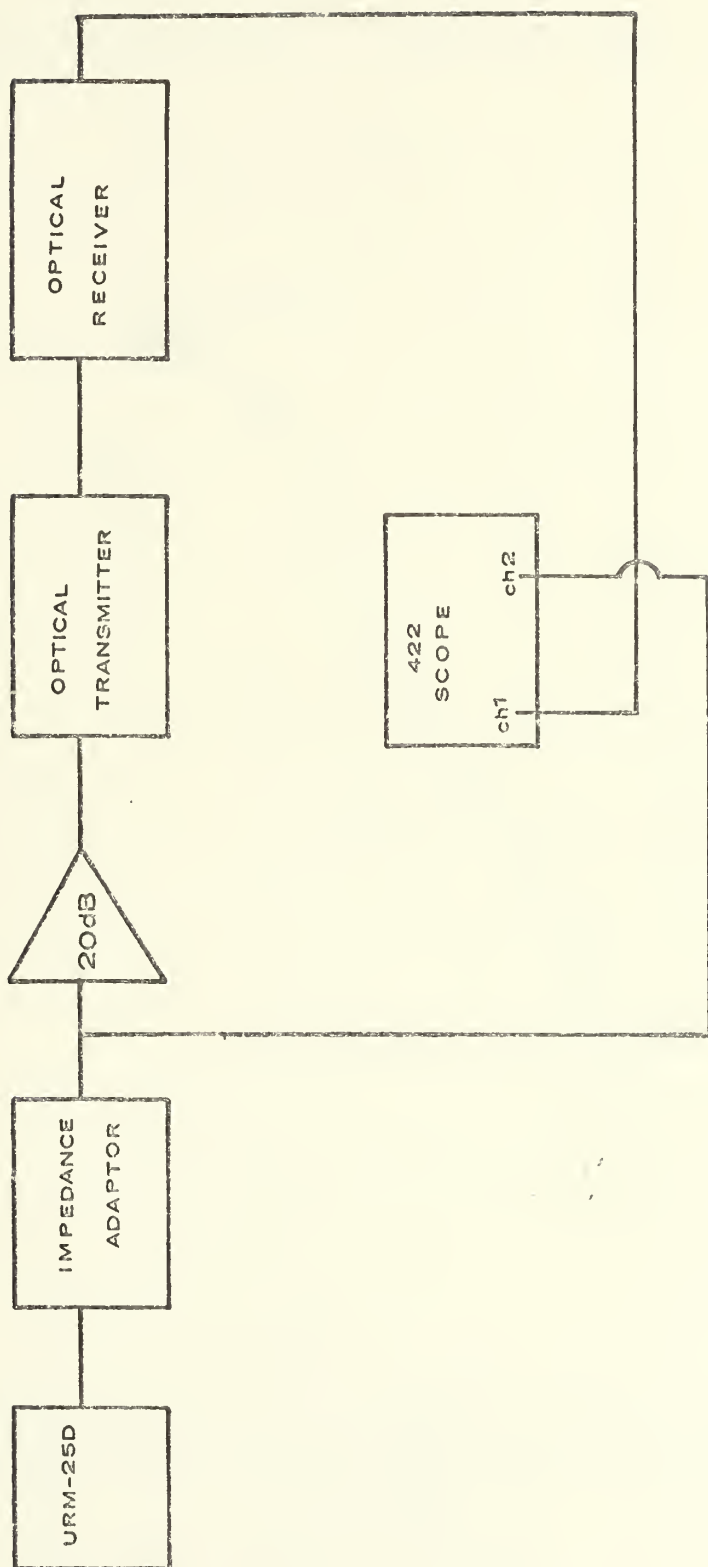 URM-25D
IMPEDANCE
ADAPTOR
20dB
OPTICAL
TRANSMITTER
OPTICAL
RECEIVER
422
SCOPE
ch1
ch2